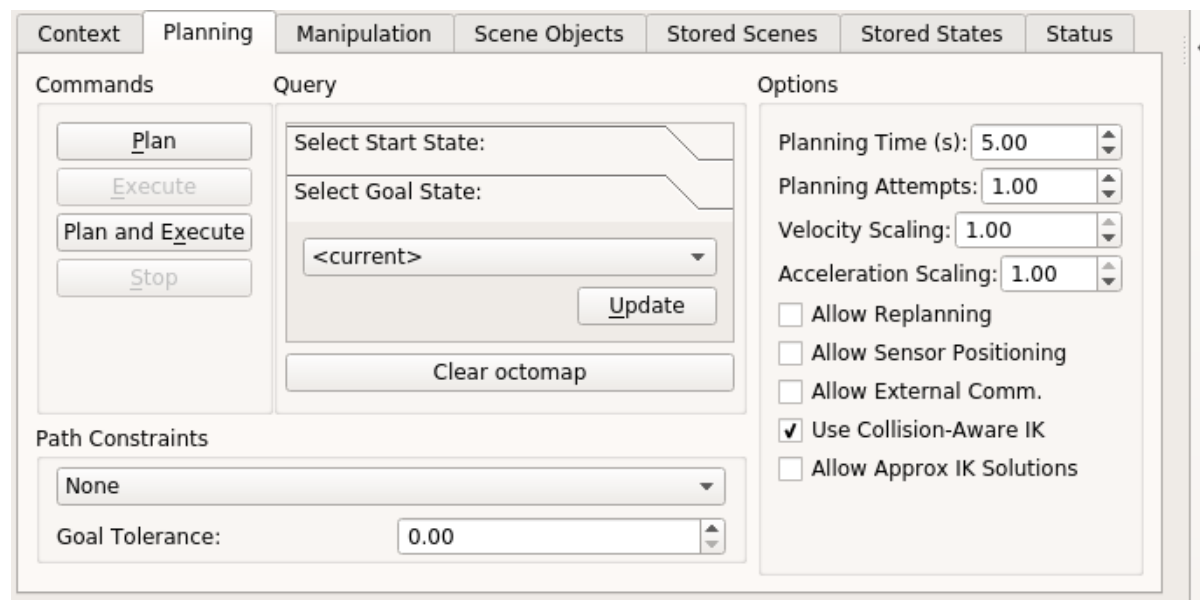 Context Planning Manipulation Scene Objects Stored Scenes Stored States Status
Commands
Plan
Execute
Plan and Execute
Stop
Query
Select Start State:
Select Goal State:
<current>
Update
Clear octomap
Path Constraints
None
Goal Tolerance: 0.00
Options
Planning Time (s): 5.00
Planning Attempts: 1.00
Velocity Scaling: 1.00
Acceleration Scaling: 1.00
Allow Replanning
Allow Sensor Positioning
Allow External Comm.
Use Collision-Aware IK
Allow Approx IK Solutions